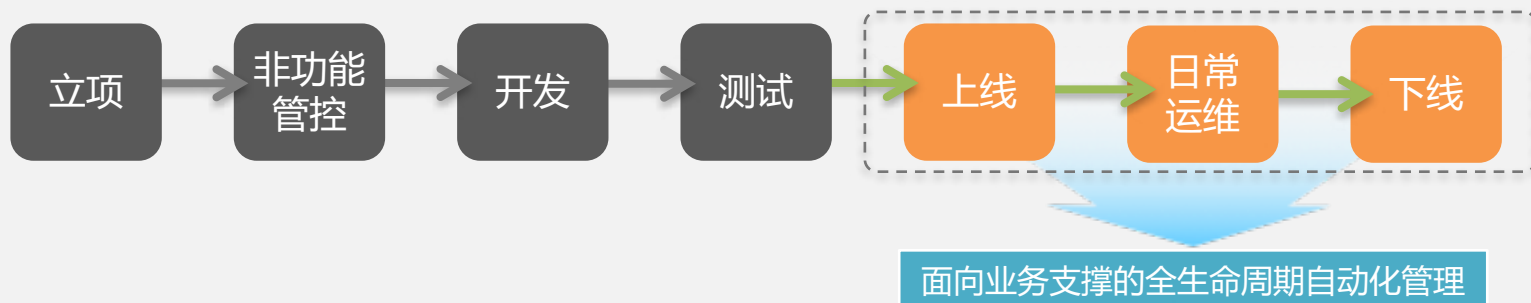 立项
非功能
管控
开发
测试
上线
日常
运维
下线
面向业务支撑的全生命周期自动化管理